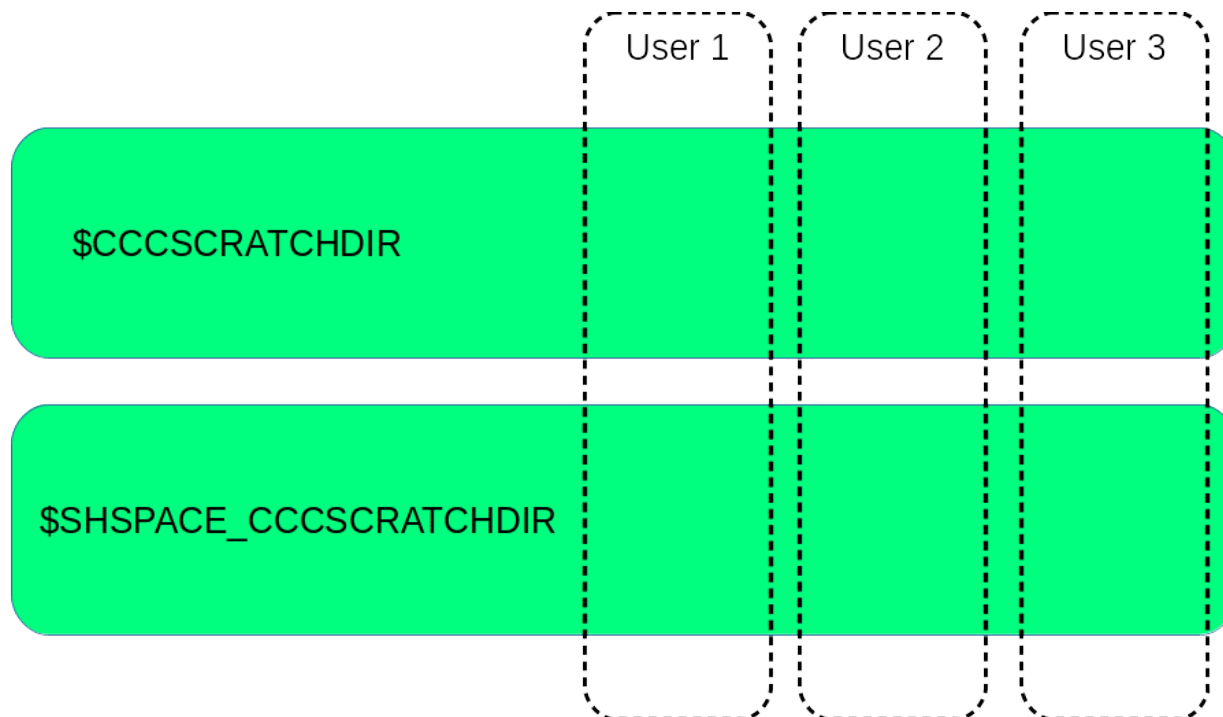 User 1
User 2
User 3
$CCCSCRATCHDIR
$SHSPACE_CCCSCRATCHDIR